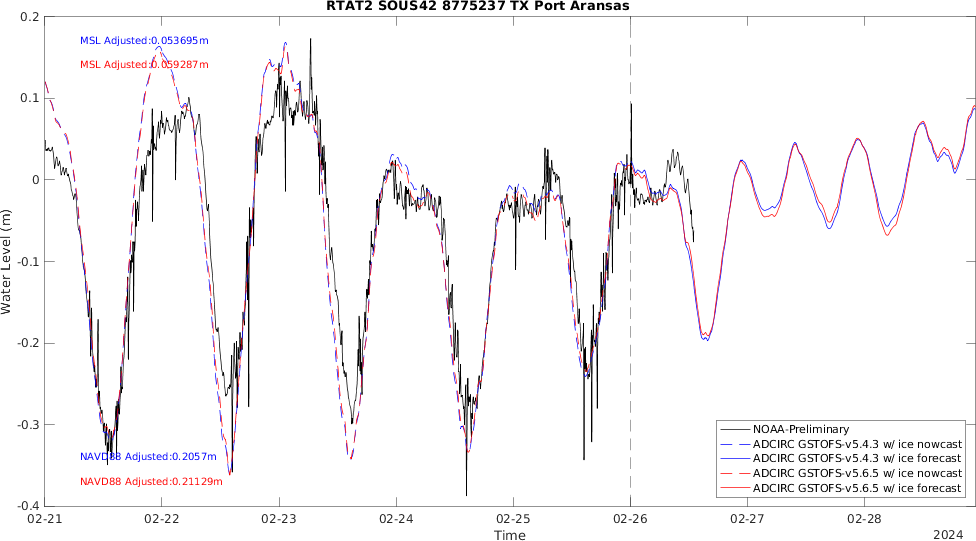 RTAT2 SOUS42 8775237 TX Port Aransas
0.2
MSL Adjusted:0.053695m
MSL Adjusted:0.059287m
0.1
0
-0.1
Water Level (m)
-0.2
-0.3
NOAA-Preliminary
ADCIRC GSTOFS-v5.4.3 w/ ice nowcast
NAVD88 Adjusted:0.2057m
ADCIRC GSTOFS-v5.4.3 w/ ice forecast
ADCIRC GSTOFS-v5.6.5 w/ ice nowcast
NAVD88 Adjusted:0.21129m
ADCIRC GSTOFS-v5.6.5 w/ ice forecast
-0.4
02-21 02-22 02-23 02-24 02-25 02-26 02-27 02-28
Time
2024